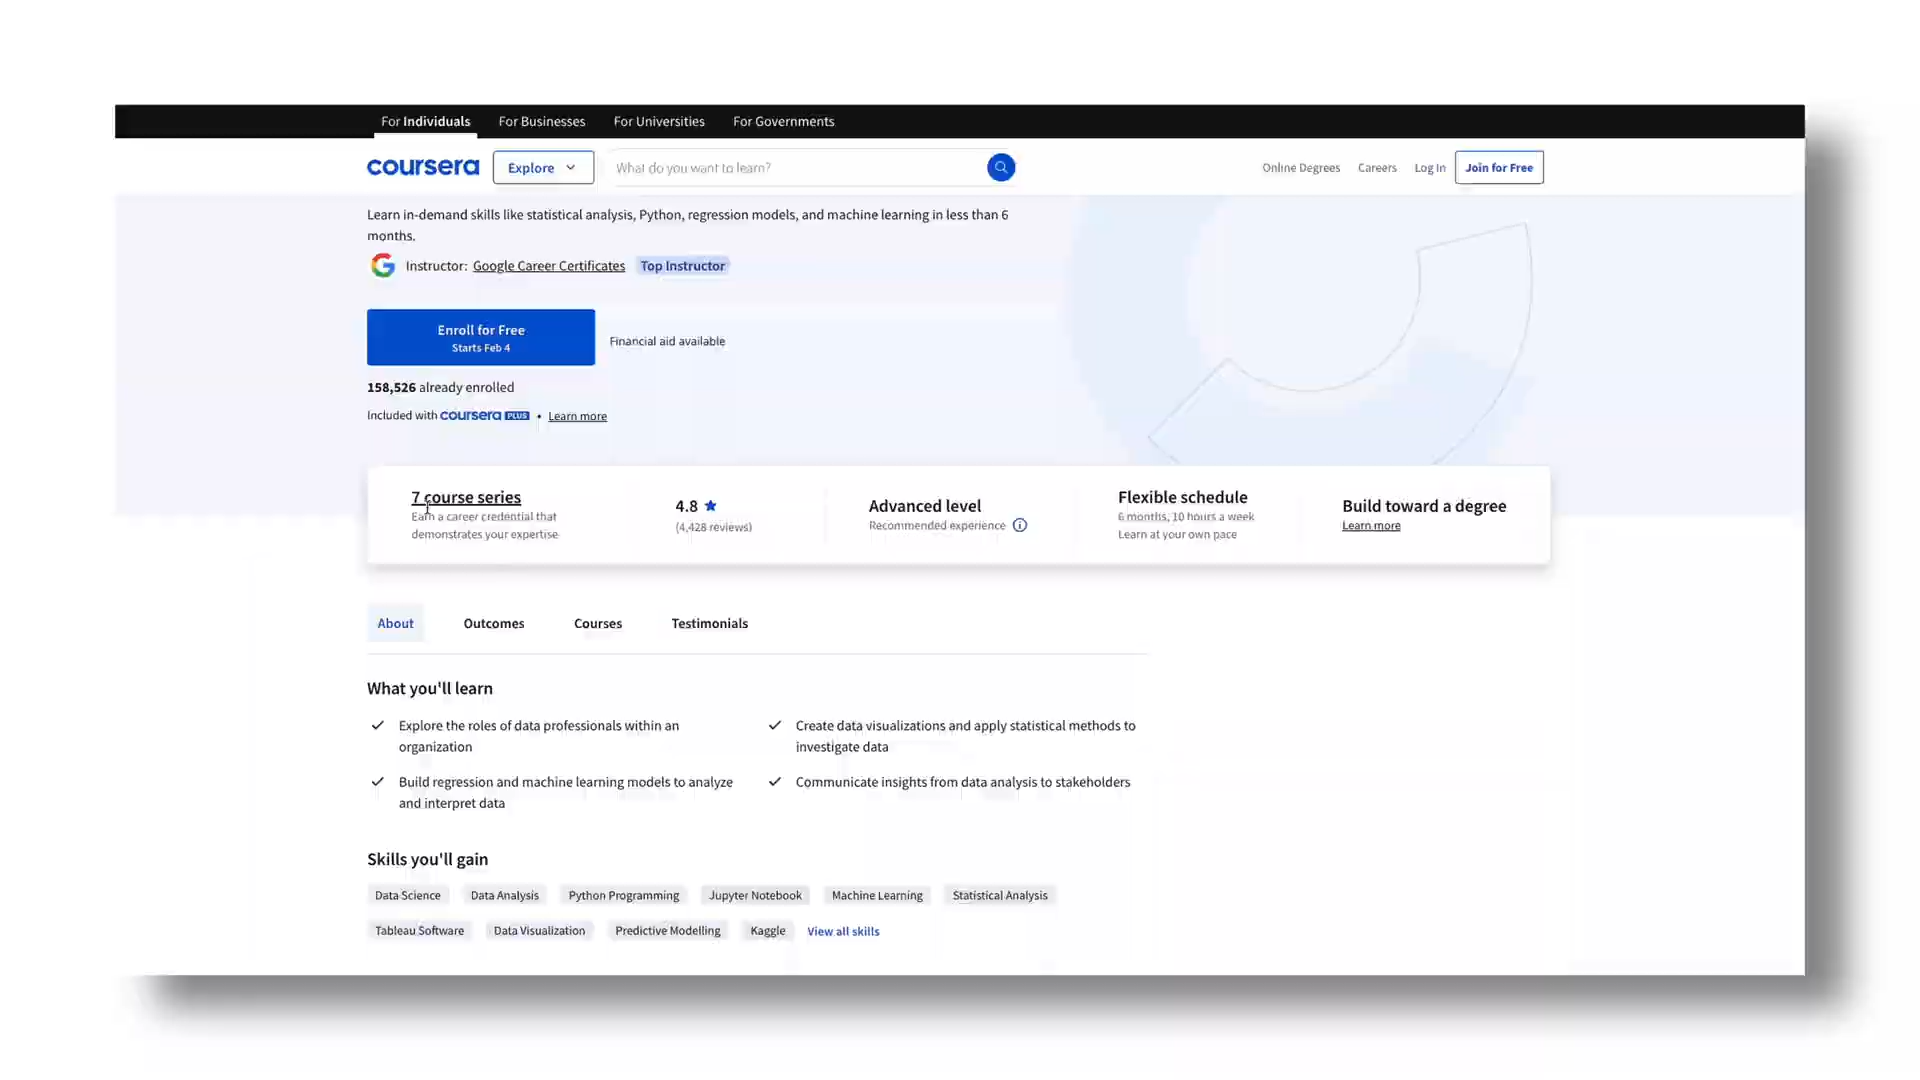 For Individuals For Businesses For Universities For Governments
coursera Explore What do you want to learn? Online Degrees Careers Log In Join for Free
Learn in-demand skills like statistical analysis, Python, regression models, and machine learning in less than 6
months.
G Instructor: Google Career Certificates Top Instructor
Enroll for Free
Starts Feb 4
Financial aid available
158,526 already enrolled
Included with coursera PLUS • Learn more
7 course series
Earn a career credential that
demonstrates your expertise
4.8
(4,428 reviews)
Advanced level
Recommended experience
Flexible schedule
6 months, 10 hours a week
Learn at your own pace
Build toward a degree
Learn more
About Outcomes Courses Testimonials
What you'll learn
Explore the roles of data professionals within an
organization
Create data visualizations and apply statistical methods to
investigate data
Build regression and machine learning models to analyze
and interpret data
Communicate insights from data analysis to stakeholders
Skills you'll gain
Data Science Data Analysis Python Programming Jupyter Notebook Machine Learning Statistical Analysis
Tableau Software Data Visualization Predictive Modelling Kaggle View all skills